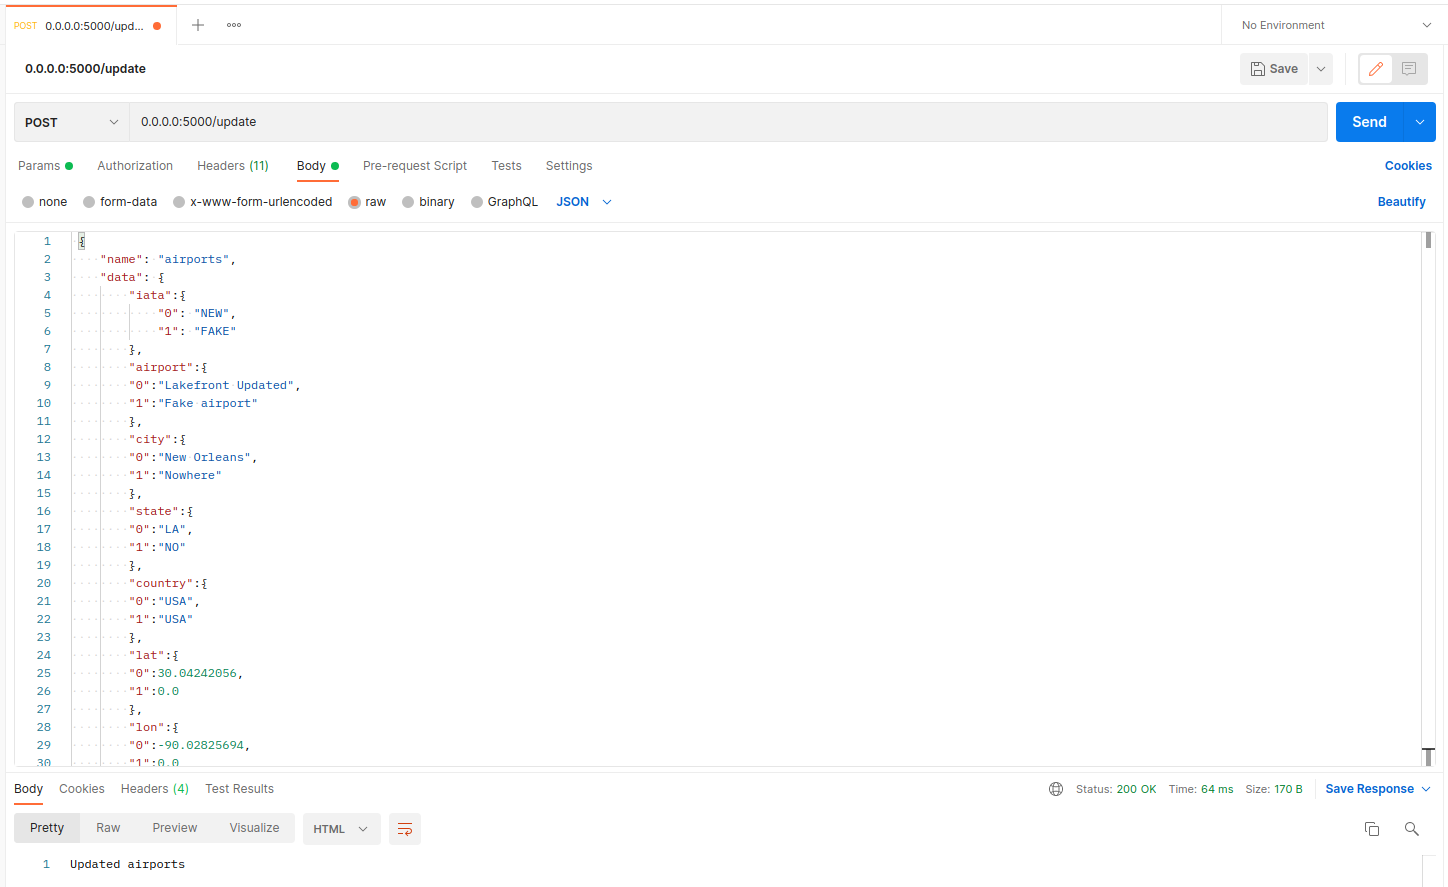 POST 0.0.0.0:5000/upd... No Environment
0.0.0.0:5000/update Save
POST 0.0.0.0:5000/update Send
Params Authorization Headers (11) Body Pre-request Script Tests Settings Cookies
none form-data x-www-form-urlencoded raw binary GraphQL JSON Beautify
1 {
2 "name": "airports",
3 "data": {
4 "iata":{
5 "0": "NEW",
6 "1": "FAKE"
7 },
8 "airport":{
9 "0":"Lakefront Updated",
10 "1":"Fake airport"
11 },
12 "city":{
13 "0":"New Orleans",
14 "1":"Nowhere"
15 },
16 "state":{
17 "0":"LA",
18 "1":"NO"
19 },
20 "country":{
21 "0":"USA",
22 "1":"USA"
23 },
24 "lat":{
25 "0":30.04242056,
26 "1":0.0
27 },
28 "lon":{
29 "0":-90.02825694,
30 "1":0.0
Body Cookies Headers (4) Test Results Status: 200 OK Time: 64 ms Size: 170 B Save Response
Pretty Raw Preview Visualize HTML
1 Updated airports